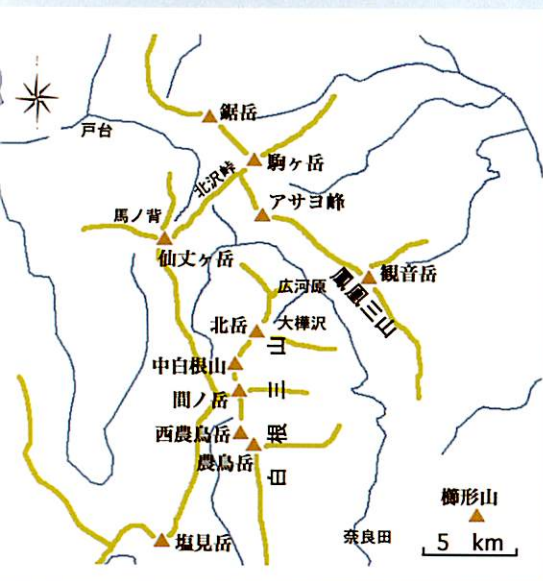 鋸岳
戸台
駒ヶ岳
北沢峠
アサヨ峰
馬ノ背
仙丈ヶ岳
観音岳
鳳凰三山
広河原
北岳
大樺沢
中白根山
間ノ岳
西農鳥岳
農鳥岳
白根三山
櫛形山
奈良田
塩見岳
5 km